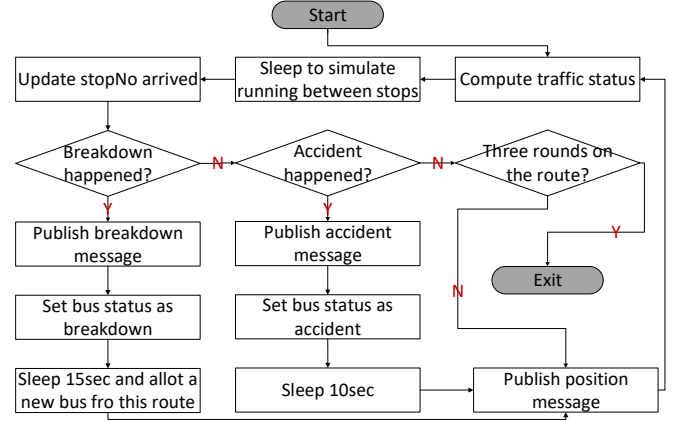 Start
Update stopNo arrived
Sleep to simulate
running between stops
Compute traffic status
Breakdown
happened?
N
Accident
happened?
N
Three rounds on
the route?
Y
Y
Y
Publish breakdown
message
Publish accident
message
Exit
N
Set bus status as
breakdown
Set bus status as
accident
Sleep 15sec and allot a
new bus fro this route
Sleep 10sec
Publish position
message